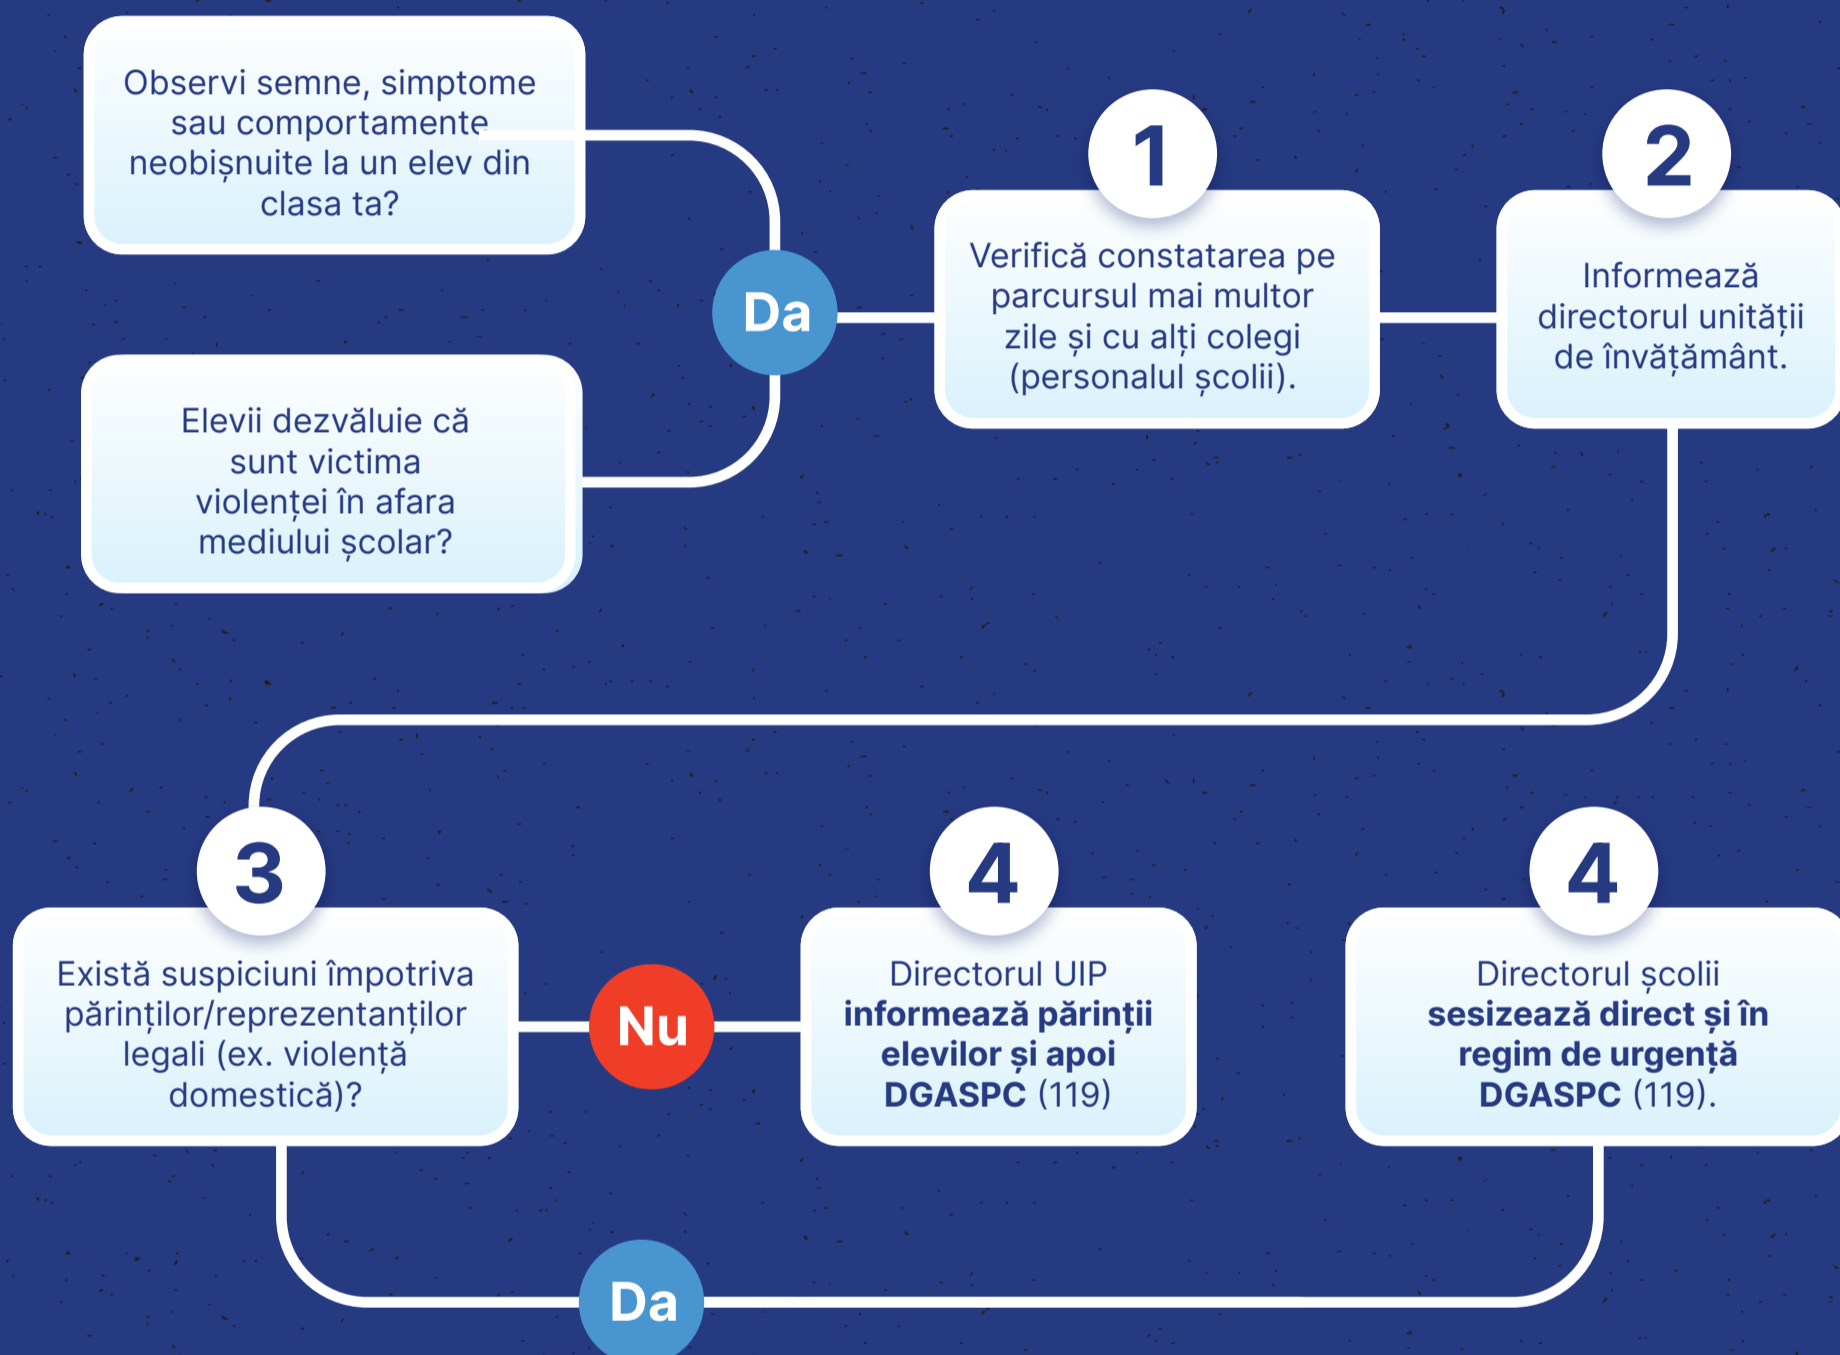 Observi semne, simptome
sau comportamente
neobișnuite la un elev din
clasa ta?
Elevii dezvăluie că
sunt victima
violenței în afara
mediului școlar?
Da
1
Verifică constatarea pe
parcursul mai multor
zile și cu alți colegi
(personalul școlii).
2
Informează
directorul unității
de învățământ.
3
Există suspiciuni împotriva
părinților/reprezentanților
legali (ex. violență
domestică)?
Nu
4
Directorul UIP
informează părinții
elevilor și apoi
DGASPC (119)
Da
4
Directorul școlii
sesizează direct și în
regim de urgență
DGASPC (119).